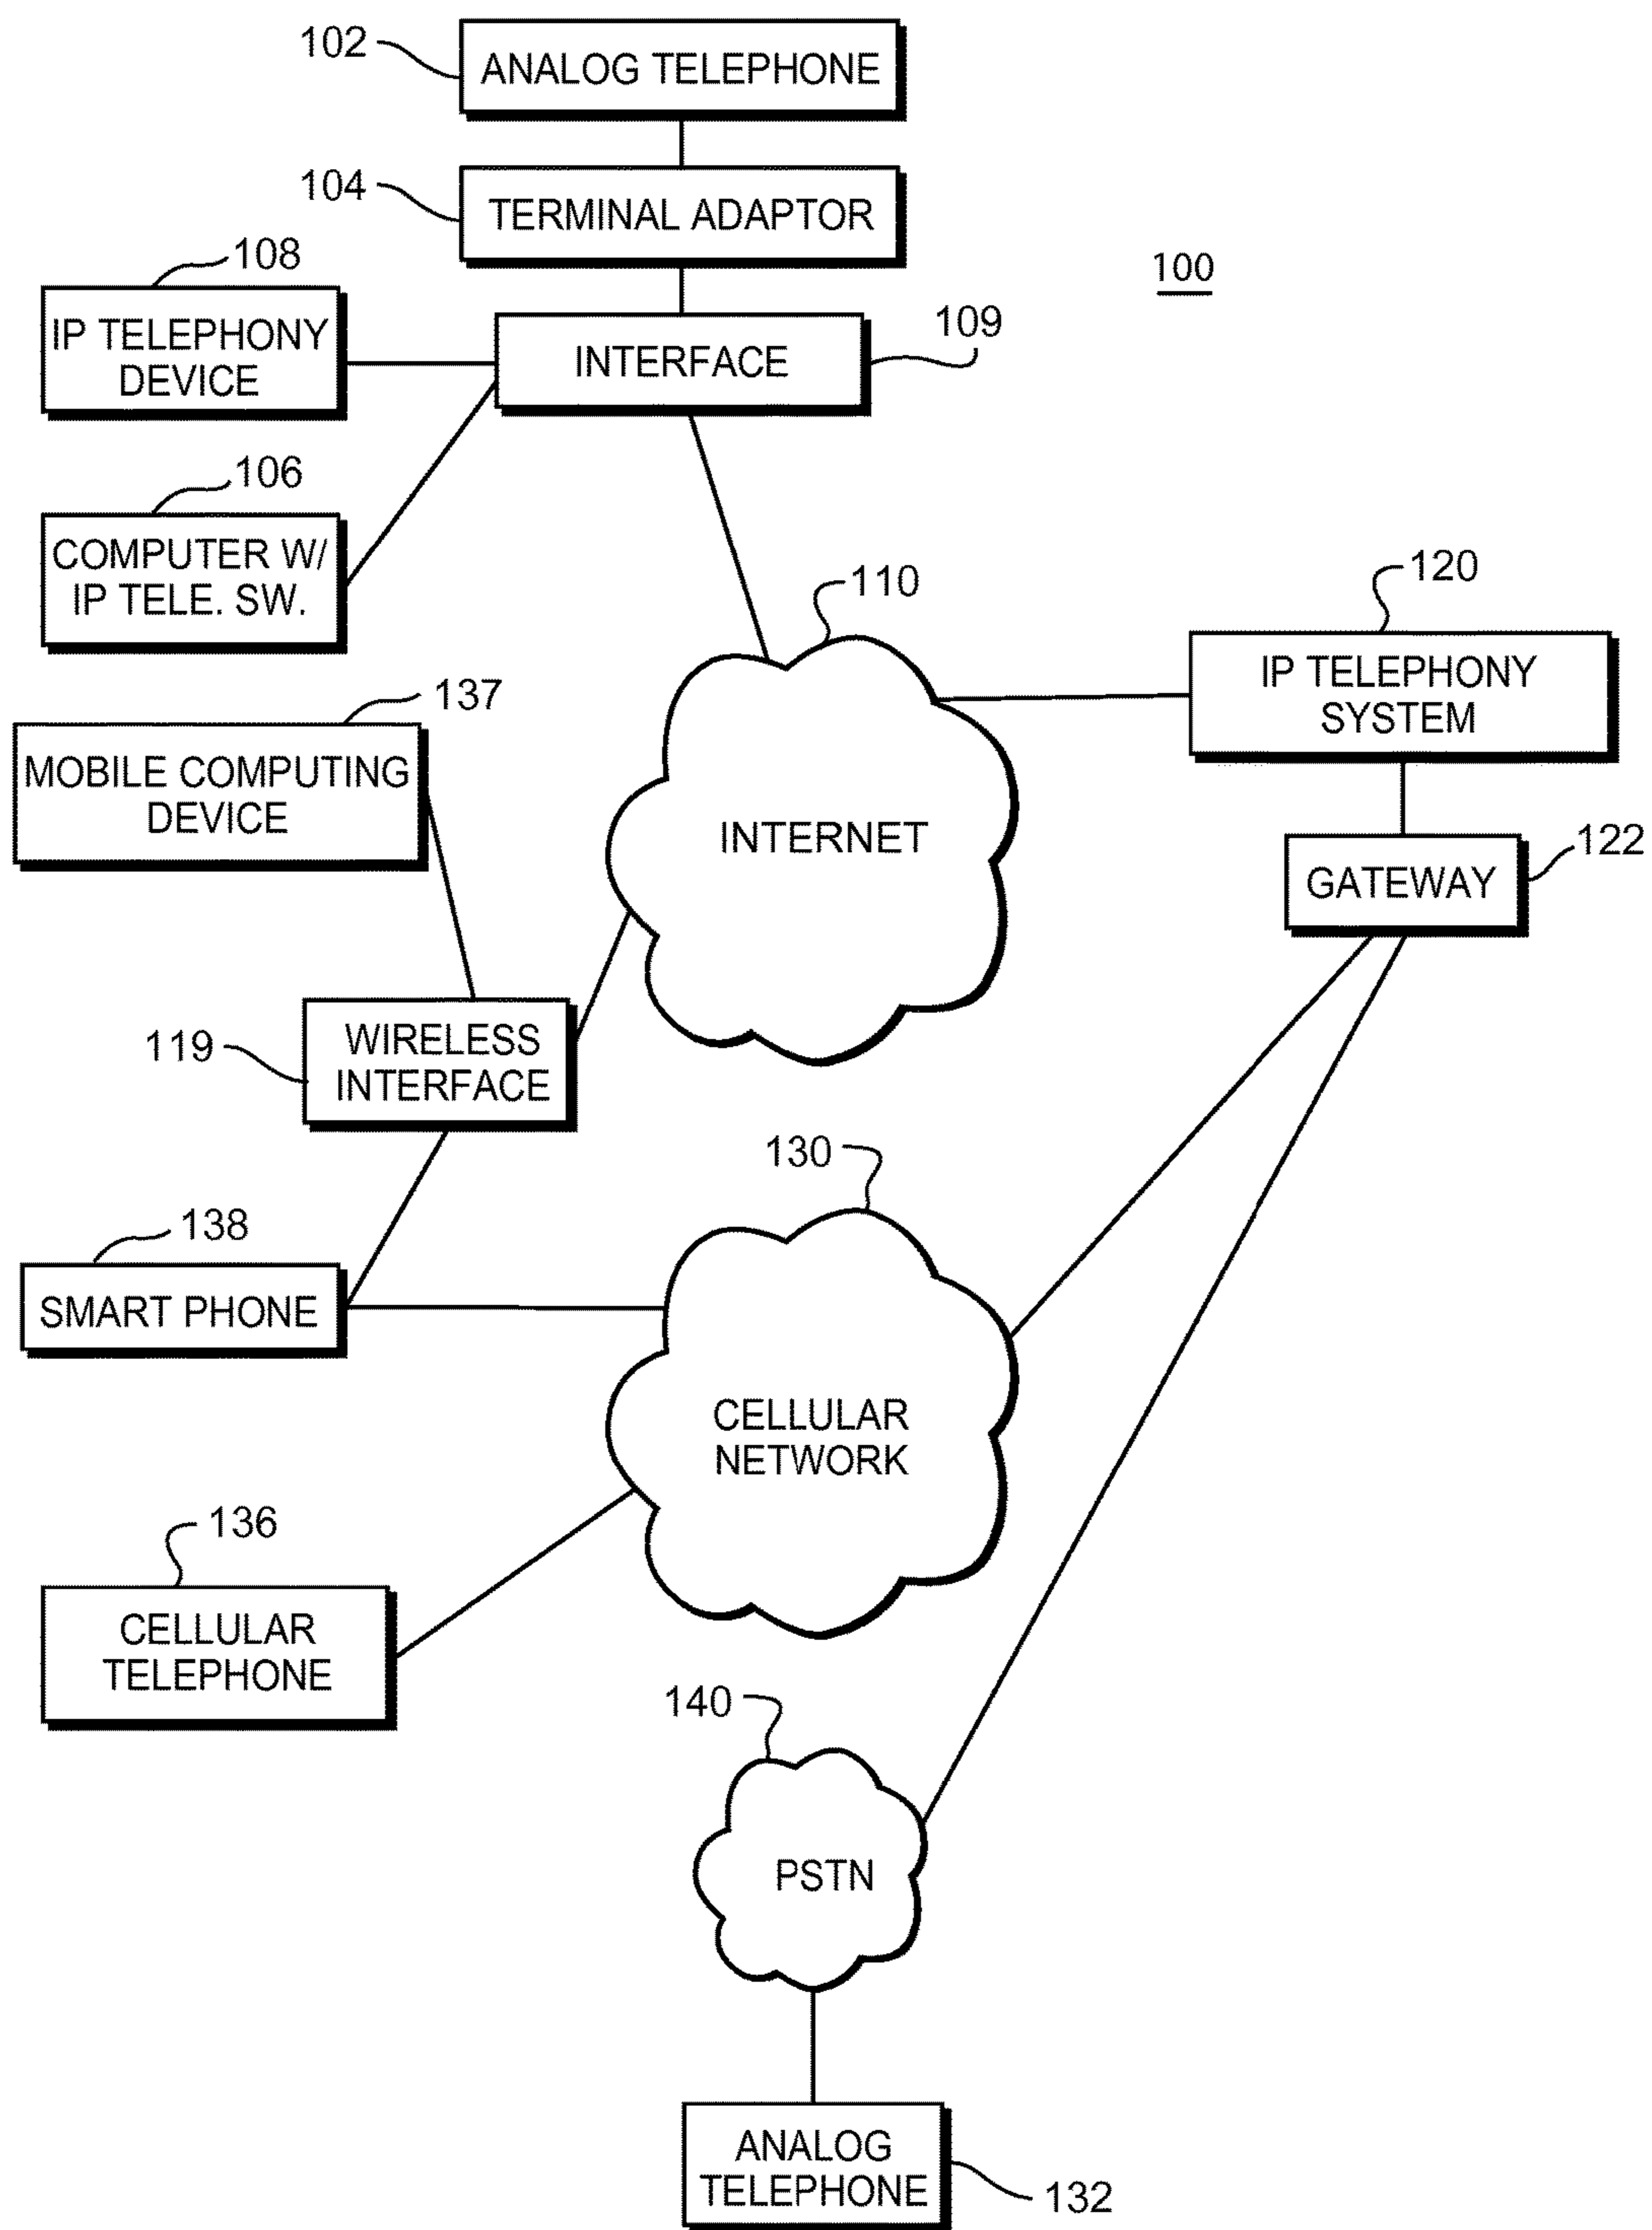 102
ANALOG TELEPHONE
104
TERMINAL ADAPTOR
108
100
IP TELEPHONY
DEVICE
INTERFACE
109
106
COMPUTER W/
IP TELE. SW.
110
120
IP TELEPHONY
SYSTEM
137
MOBILE COMPUTING
DEVICE
INTERNET
122
GATEWAY
119
WIRELESS
INTERFACE
130
138
SMART PHONE
CELLULAR
NETWORK
136
CELLULAR
TELEPHONE
140
PSTN
ANALOG
TELEPHONE
132